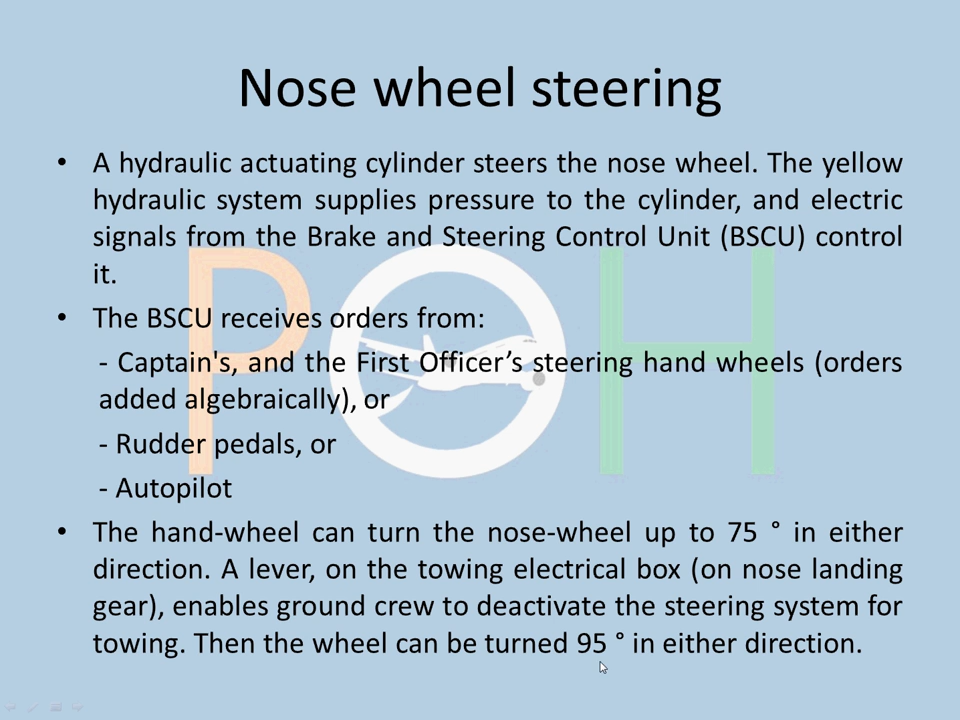 Nose wheel steering
• A hydraulic actuating cylinder steers the nose wheel. The yellow
hydraulic system supplies pressure to the cylinder, and electric
signals from the Brake and Steering Control Unit (BSCU) control
it.
• The BSCU receives orders from:
- Captain's, and the First Officer’s steering hand wheels (orders
added algebraically), or
- Rudder pedals, or
- Autopilot
• The hand-wheel can turn the nose-wheel up to 75 ° in either
direction. A lever, on the towing electrical box (on nose landing
gear), enables ground crew to deactivate the steering system for
towing. Then the wheel can be turned 95 ° in either direction.
POH